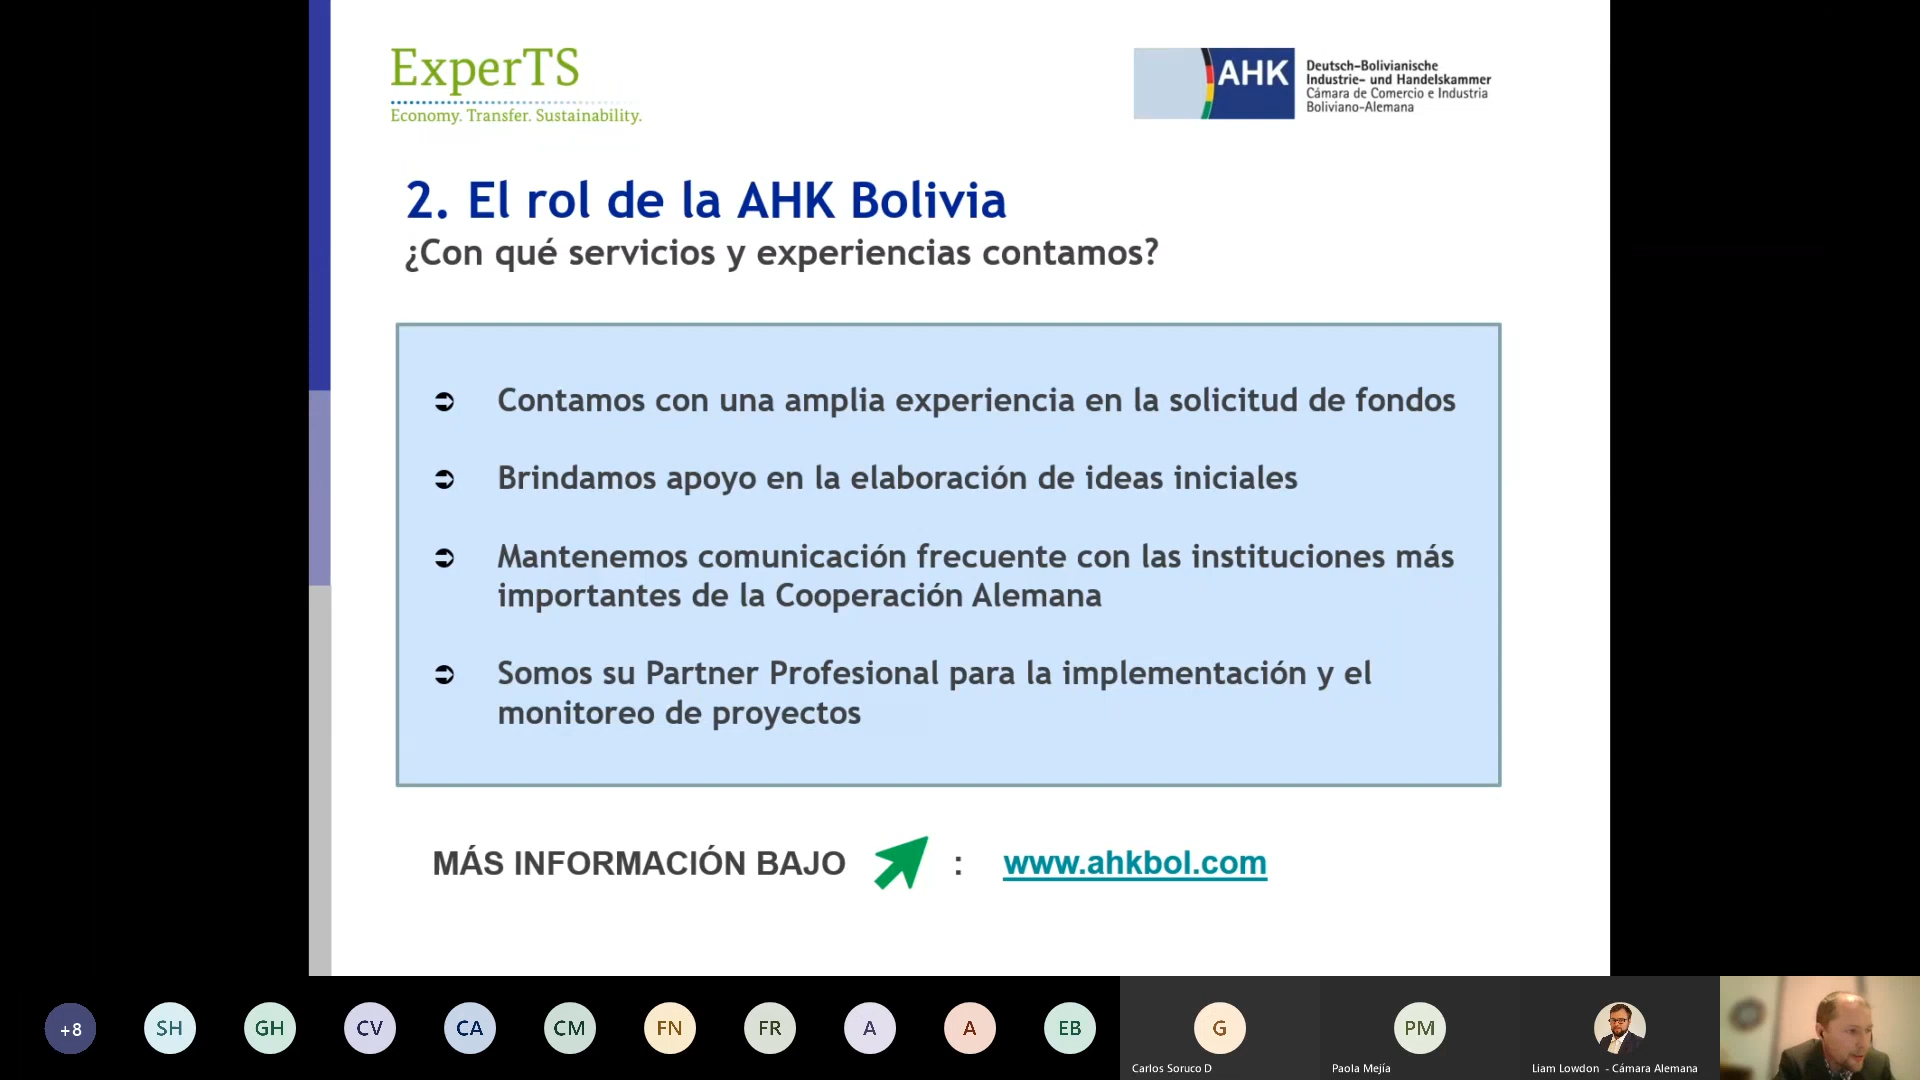 ExperTS
Economy. Transfer. Sustainability.
AHK
Deutsch-Bolivianische
Industrie- und Handelskammer
Cámara de Comercio e Industria
Boliviano-Alemana
2. El rol de la AHK Bolivia
¿Con qué servicios y experiencias contamos?
Contamos con una amplia experiencia en la solicitud de fondos
Brindamos apoyo en la elaboración de ideas iniciales
Mantenemos comunicación frecuente con las instituciones más
importantes de la Cooperación Alemana
Somos su Partner Profesional para la implementación y el
monitoreo de proyectos
MÁS INFORMACIÓN BAJO : www.ahkbol.com
+8 SH GH CV CA CM FN FR A A EB G PM
Carlos Soruco D Paola Mejía Liam Lowdon - Cámara Alemana